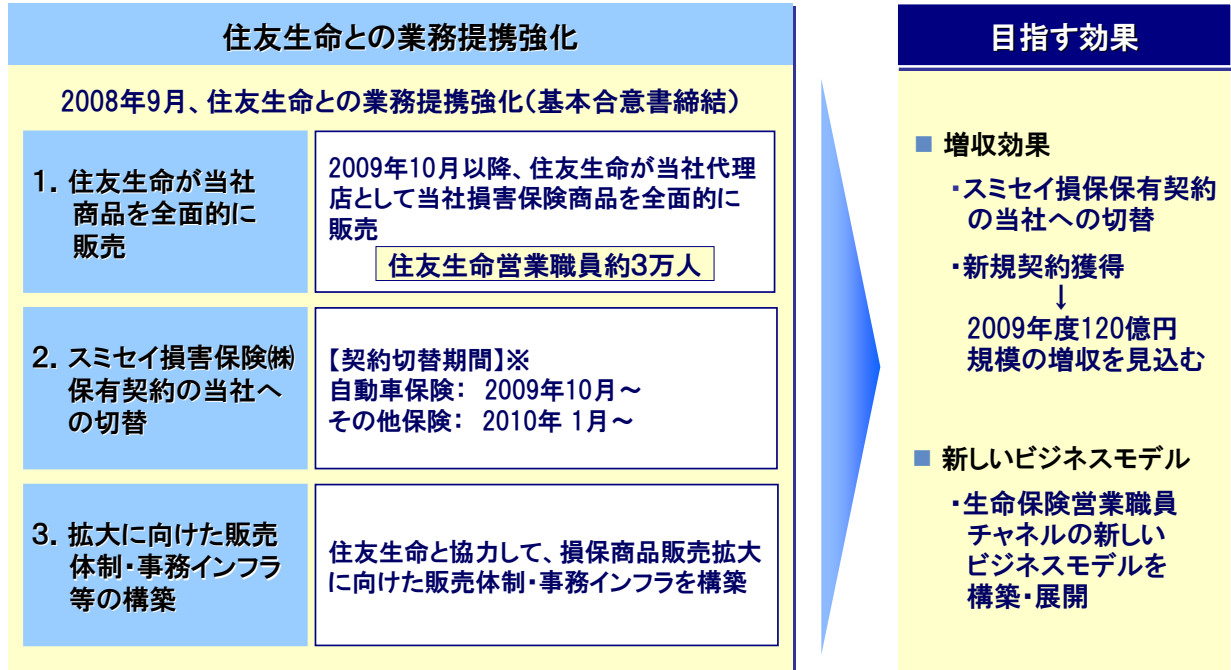 住友生命との業務提携強化
2008年9月、住友生命との業務提携強化（基本合意書締結）
1. 住友生命が当社
商品を全面的に
販売
2009年10月以降、住友生命が当社代理
店として当社損害保険商品を全面的に
販売
住友生命営業職員約3万人
2. スミセイ損害保険㈱
保有契約の当社へ
の切替
【契約切替期間】※
自動車保険： 2009年10月～
その他保険： 2010年 1月～
3. 拡大に向けた販売
体制・事務インフラ
等の構築
住友生命と協力して、損保商品販売拡大
に向けた販売体制・事務インフラを構築
目指す効果
■ 増収効果
・スミセイ損保保有契約
の当社への切替
・新規契約獲得
↓
2009年度120億円
規模の増収を見込む
■ 新しいビジネスモデル
・生命保険営業職員
チャネルの新しい
ビジネスモデルを
構築・展開